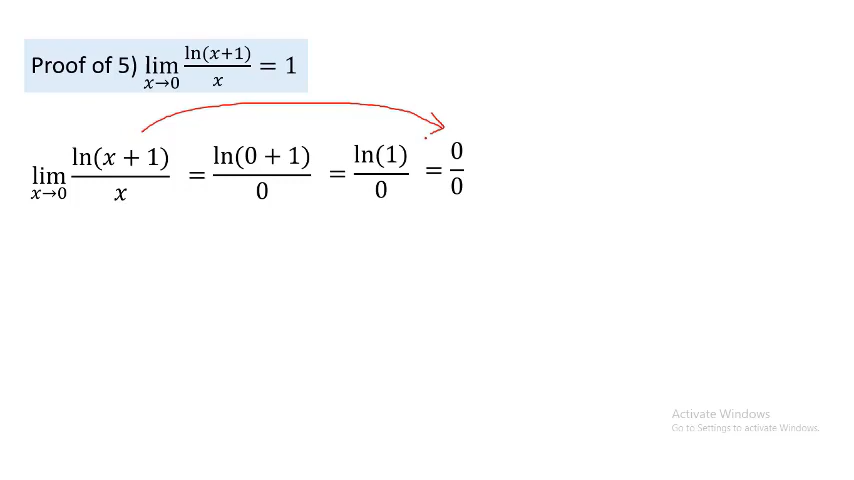 Proof of 5) lim x→0 ln(x+1)/x = 1
lim x→0 ln(x + 1)/x = ln(0 + 1)/0 = ln(1)/0 = 0/0
Activate Windows
Go to Settings to activate Windows.